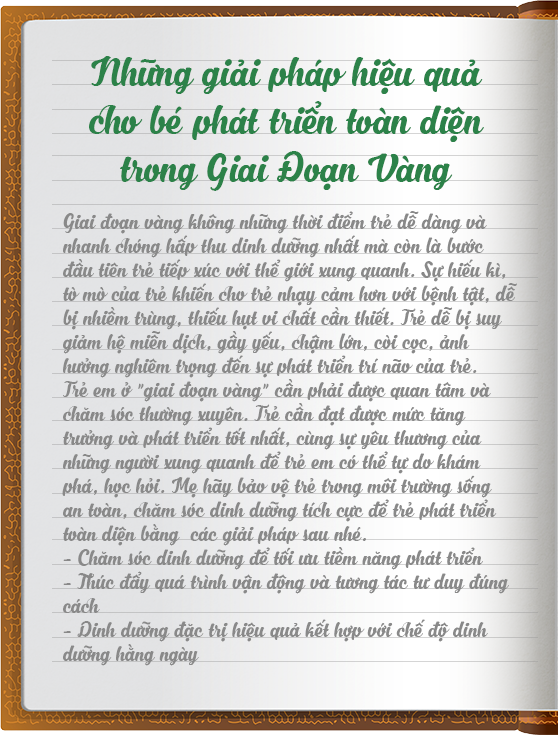 Những giải pháp hiệu quả
cho bé phát triển toàn diện
trong Giai Đoạn Vàng
Giai đoạn vàng không những thời điểm trẻ dễ dàng và
nhanh chóng hấp thu dinh dưỡng nhất mà còn là bước
đầu tiên trẻ tiếp xúc với thế giới xung quanh. Sự hiếu kì,
tò mò của trẻ khiến cho trẻ nhạy cảm hơn với bệnh tật, dễ
bị nhiễm trùng, thiếu hụt vi chất cần thiết. Trẻ dễ bị suy
giảm hệ miễn dịch, gầy yếu, chậm lớn, còi cọc, ảnh
hưởng nghiêm trọng đến sự phát triển trí não của trẻ.
Trẻ em ở "giai đoạn vàng" cần phải được quan tâm và
chăm sóc thường xuyên. Trẻ cần đạt được mức tăng
trưởng và phát triển tốt nhất, cùng sự yêu thương của
những người xung quanh để trẻ em có thể tự do khám
phá, học hỏi. Mẹ hãy bảo vệ trẻ trong môi trường sống
an toàn, chăm sóc dinh dưỡng tích cực để trẻ phát triển
toàn diện bằng  các giải pháp sau nhé.
- Chăm sóc dinh dưỡng để tối ưu tiềm năng phát triển
- Thúc đẩy quá trình vận động và tương tác tư duy đúng
cách
- Dinh dưỡng đặc trị hiệu quả kết hợp với chế độ dinh
dưỡng hằng ngày